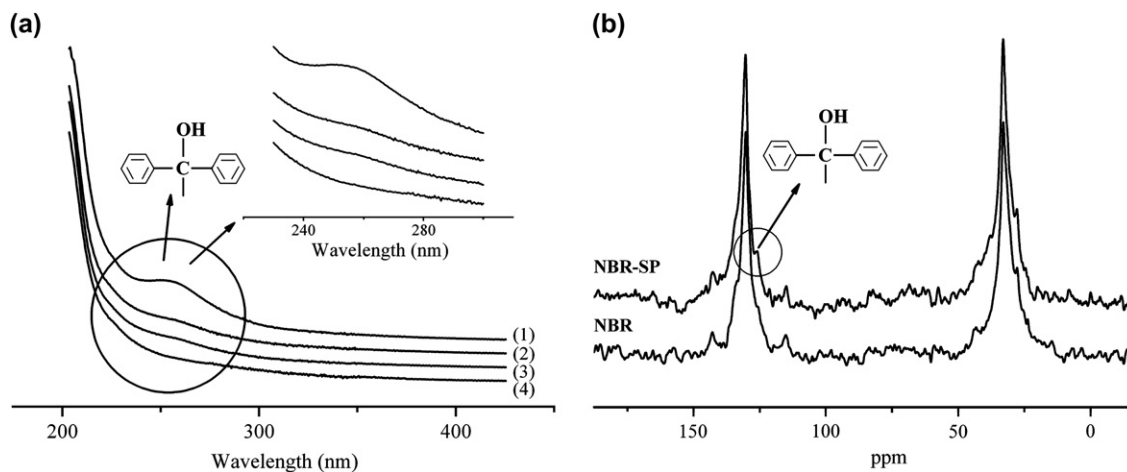 (a)
OH
C
240 280
Wavelength (nm)
(1)
(2)
(3)
(4)
200 300 400
Wavelength (nm)
(b)
OH
C
NBR-SP
NBR
150 100 50 0
ppm